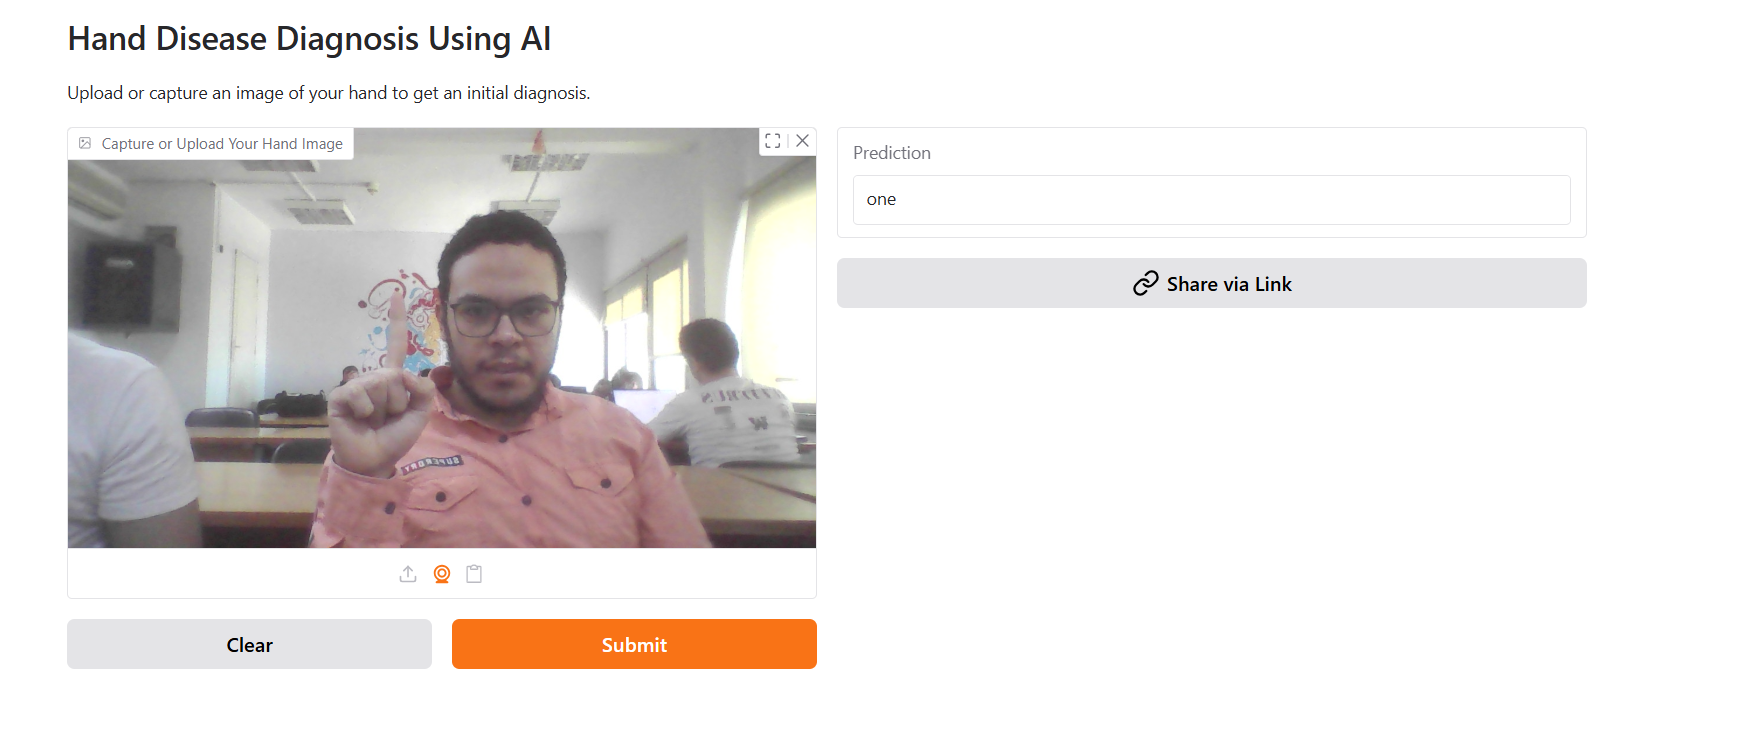 Hand Disease Diagnosis Using AI
Upload or capture an image of your hand to get an initial diagnosis.
Capture or Upload Your Hand Image
SUPERDRY
Clear
Submit
Prediction
one
Share via Link